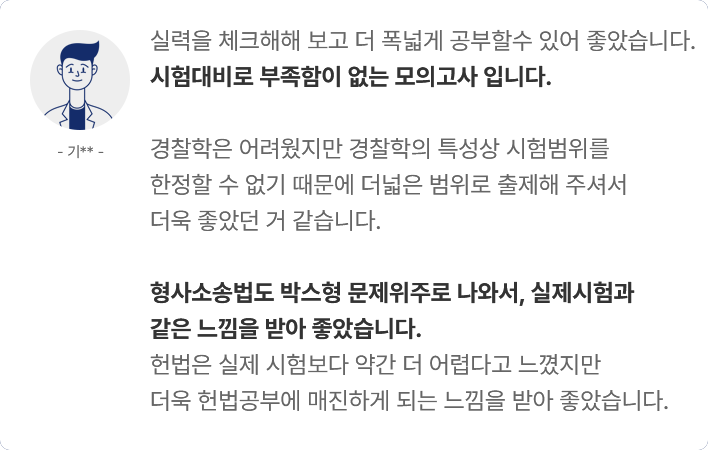 실력을 체크해해 보고 더 폭넓게 공부할수 있어 좋았습니다.
시험대비로 부족함이 없는 모의고사 입니다.
- 기** -
경찰학은 어려웠지만 경찰학의 특성상 시험범위를
한정할 수 없기 때문에 더넓은 범위로 출제해 주셔서
더욱 좋았던 거 같습니다.
형사소송법도 박스형 문제위주로 나와서, 실제시험과
같은 느낌을 받아 좋았습니다.
헌법은 실제 시험보다 약간 더 어렵다고 느꼈지만
더욱 헌법공부에 매진하게 되는 느낌을 받아 좋았습니다.